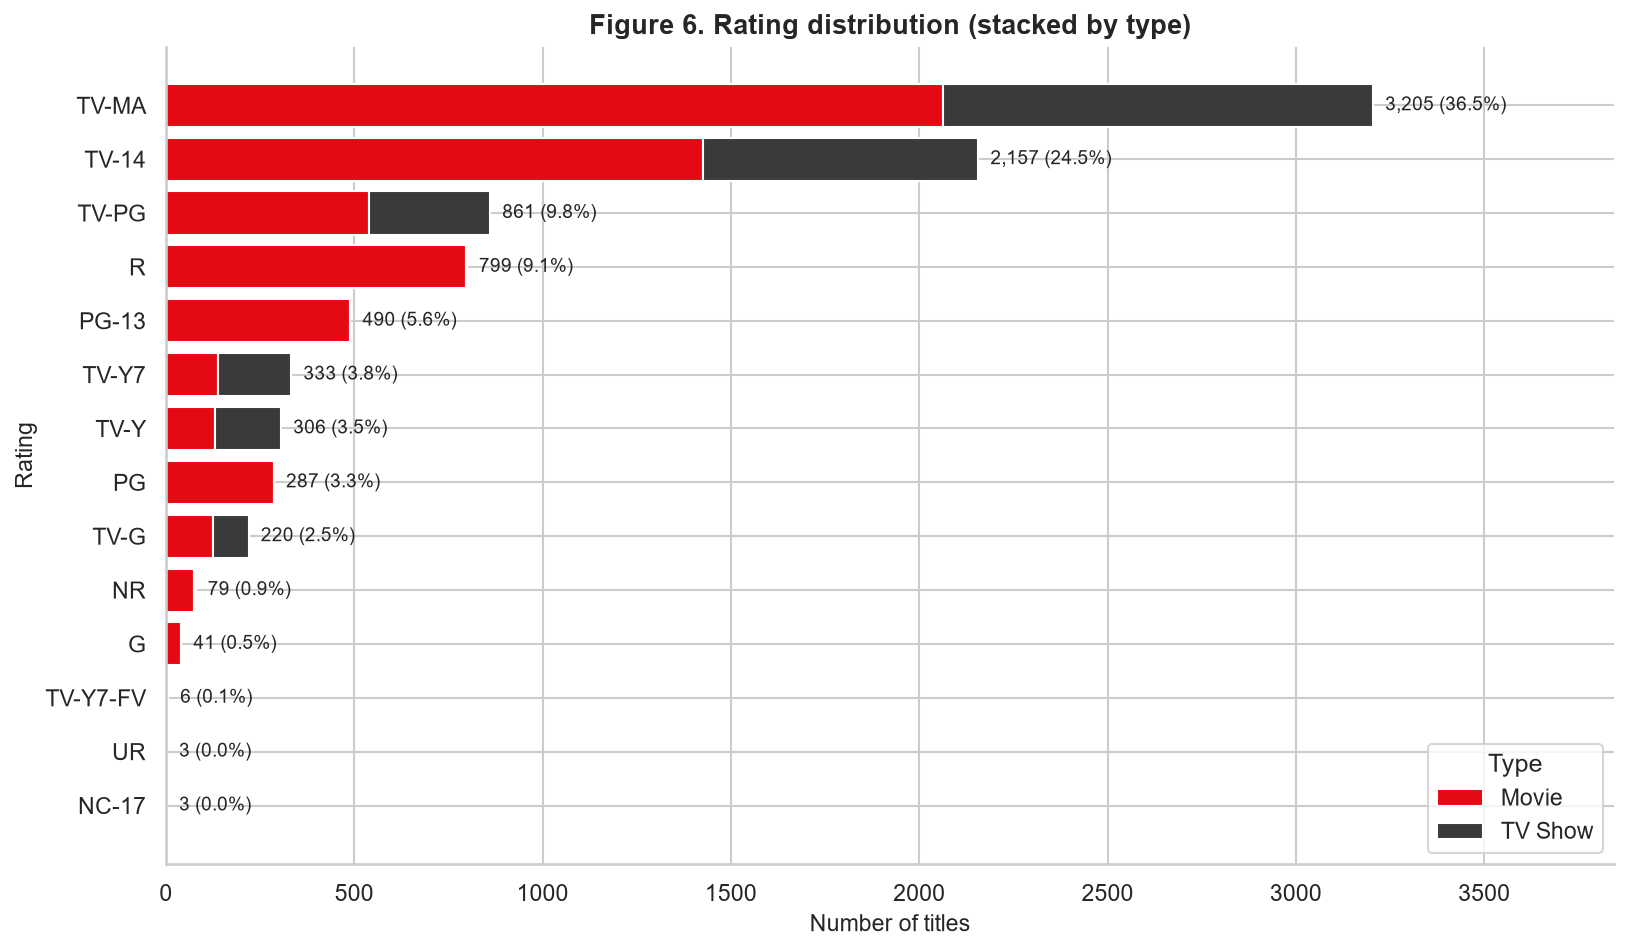 Figure 6. Rating distribution (stacked by type)
TV-MA 3,205 (36.5%)
TV-14 2,157 (24.5%)
TV-PG 861 (9.8%)
R 799 (9.1%)
PG-13 490 (5.6%)
TV-Y7 333 (3.8%)
TV-Y 306 (3.5%)
PG 287 (3.3%)
TV-G 220 (2.5%)
NR 79 (0.9%)
G 41 (0.5%)
TV-Y7-FV 6 (0.1%)
UR 3 (0.0%)
NC-17 3 (0.0%)
Rating
Type
Movie
TV Show
0 500 1000 1500 2000 2500 3000 3500
Number of titles